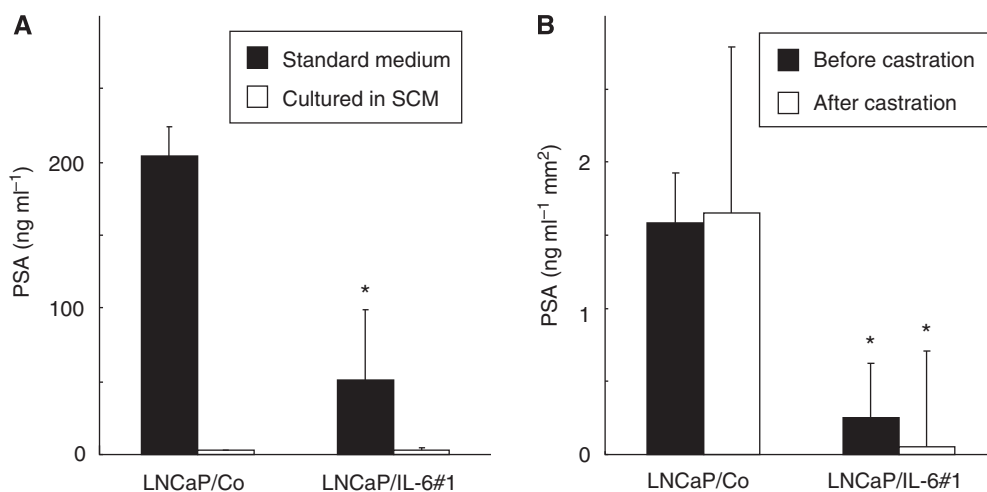 A
Standard medium
Cultured in SCM
PSA (ng ml⁻¹)
200
100
0
*
LNCaP/Co
LNCaP/IL-6#1
B
Before castration
After castration
PSA (ng ml⁻¹ mm²)
2
1
0
*
*
LNCaP/Co
LNCaP/IL-6#1